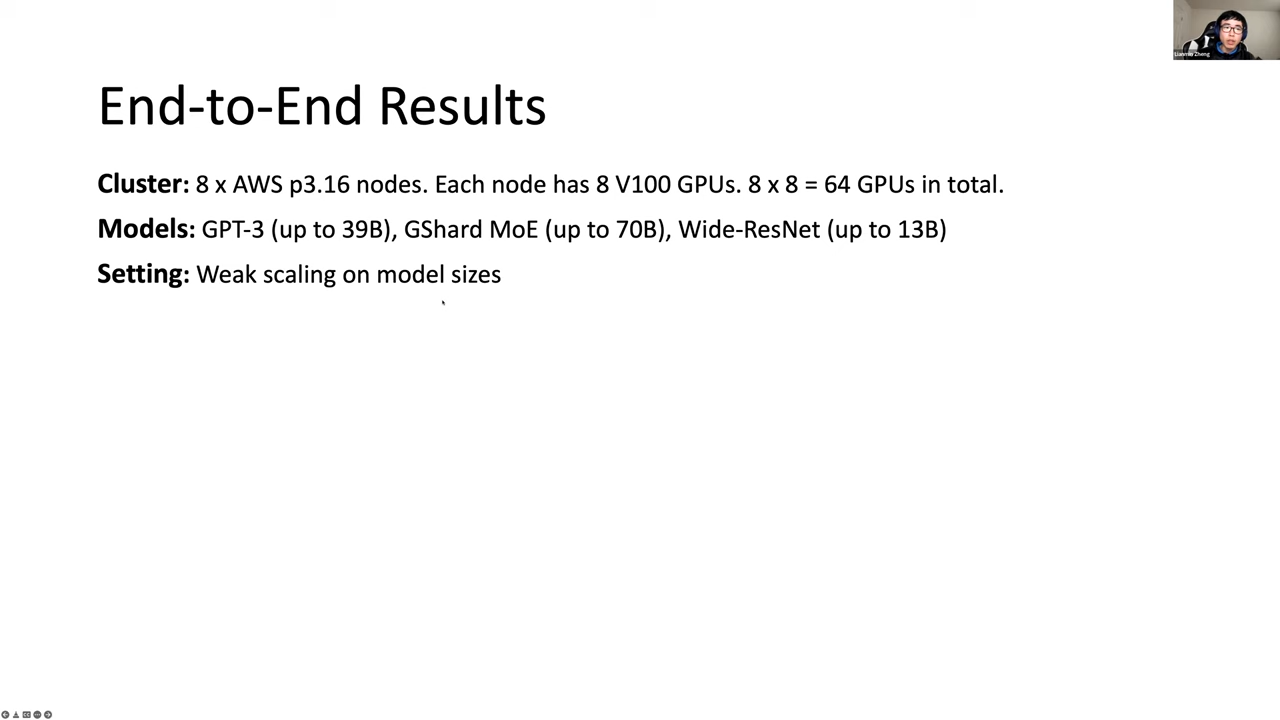 Lianmin Zheng
End-to-End Results
Cluster: 8 x AWS p3.16 nodes. Each node has 8 V100 GPUs. 8 x 8 = 64 GPUs in total.
Models: GPT-3 (up to 39B), GShard MoE (up to 70B), Wide-ResNet (up to 13B)
Setting: Weak scaling on model sizes